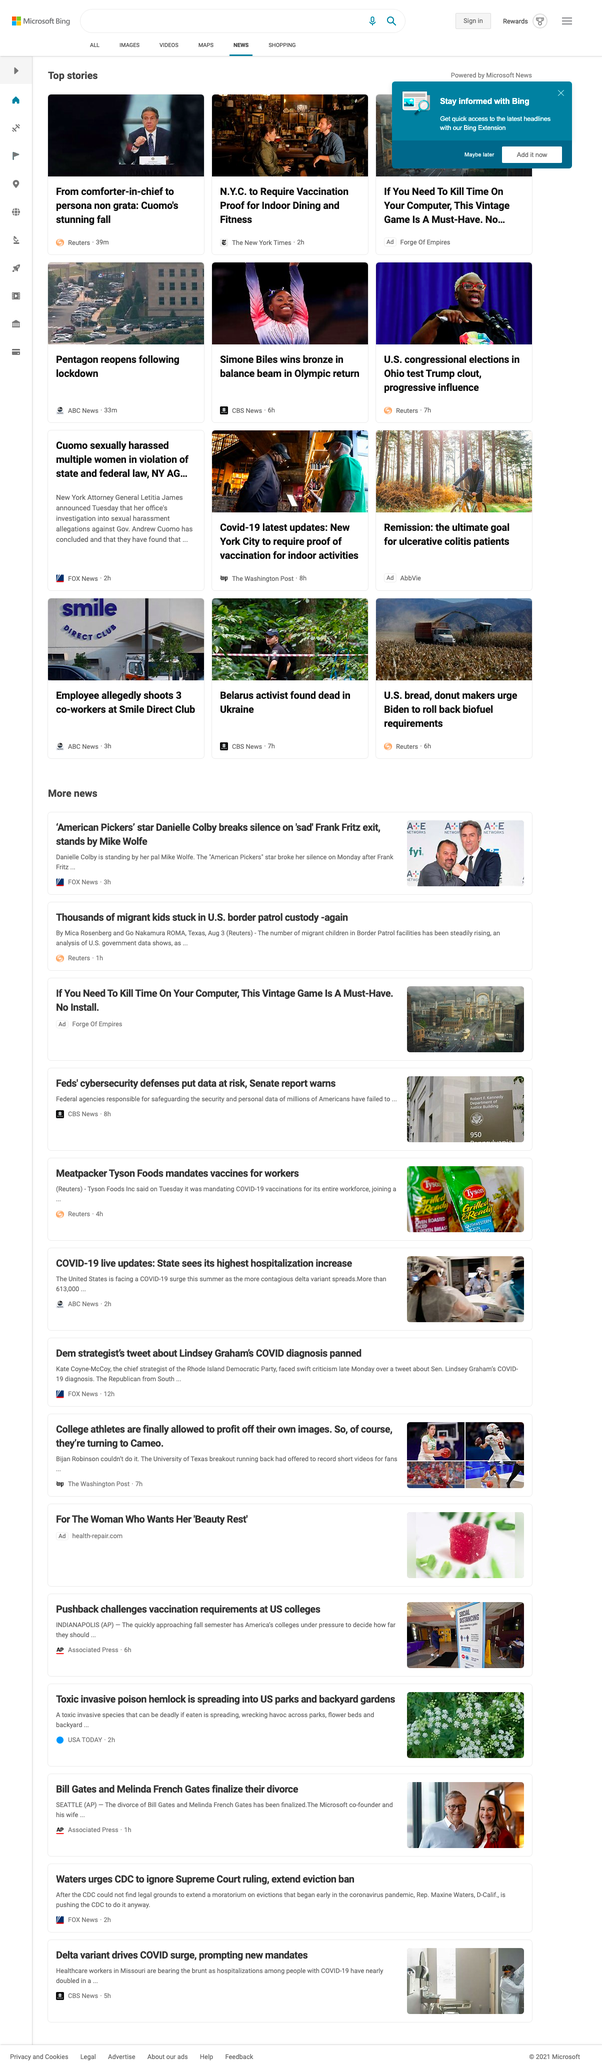 Microsoft Bing
Sign in
Rewards
ALL
IMAGES
VIDEOS
MAPS
NEWS
SHOPPING
Top stories
Powered by Microsoft News
Stay informed with Bing
Get quick access to the latest headlines
with our Bing Extension
Maybe later
Add it now
From comforter-in-chief to
persona non grata: Cuomo's
stunning fall
Reuters · 39m
N.Y.C. to Require Vaccination
Proof for Indoor Dining and
Fitness
The New York Times · 2h
If You Need To Kill Time On
Your Computer, This Vintage
Game Is A Must-Have. No...
Ad Forge Of Empires
Pentagon reopens following
lockdown
ABC News · 33m
Simone Biles wins bronze in
balance beam in Olympic return
CBS News · 6h
U.S. congressional elections in
Ohio test Trump clout,
progressive influence
Reuters · 7h
Cuomo sexually harassed
multiple women in violation of
state and federal law, NY AG...
New York Attorney General Letitia James
announced Tuesday that her office's
investigation into sexual harassment
allegations against Gov. Andrew Cuomo has
concluded and that they have found that ...
FOX News · 2h
Covid-19 latest updates: New
York City to require proof of
vaccination for indoor activities
wp The Washington Post · 8h
Remission: the ultimate goal
for ulcerative colitis patients
Ad AbbVie
smile
DIRECT CLUB
Employee allegedly shoots 3
co-workers at Smile Direct Club
ABC News · 3h
Belarus activist found dead in
Ukraine
CBS News · 7h
U.S. bread, donut makers urge
Biden to roll back biofuel
requirements
Reuters · 6h
More news
‘American Pickers’ star Danielle Colby breaks silence on 'sad' Frank Fritz exit,
stands by Mike Wolfe
Danielle Colby is standing by her pal Mike Wolfe. The "American Pickers" star broke her silence on Monday after Frank
Fritz ...
FOX News · 3h
A+E
NETWORKS
fyi,
Thousands of migrant kids stuck in U.S. border patrol custody -again
By Mica Rosenberg and Go Nakamura ROMA, Texas, Aug 3 (Reuters) - The number of migrant children in Border Patrol facilities has been steadily rising, an
analysis of U.S. government data shows, as ...
Reuters · 1h
If You Need To Kill Time On Your Computer, This Vintage Game Is A Must-Have.
No Install.
Ad Forge Of Empires
Feds' cybersecurity defenses put data at risk, Senate report warns
Federal agencies responsible for safeguarding the security and personal data of millions of Americans have failed to ...
CBS News · 8h
Robert F. Kennedy
Department of
Justice Building
950
Meatpacker Tyson Foods mandates vaccines for workers
(Reuters) - Tyson Foods Inc said on Tuesday it was mandating COVID-19 vaccinations for its entire workforce, joining a
...
Reuters · 4h
Tyson
Grilled
& Ready
COVID-19 live updates: State sees its highest hospitalization increase
The United States is facing a COVID-19 surge this summer as the more contagious delta variant spreads.More than
613,000 ...
ABC News · 2h
Dem strategist’s tweet about Lindsey Graham’s COVID diagnosis panned
Kate Coyne-McCoy, the chief strategist of the Rhode Island Democratic Party, faced swift criticism late Monday over a tweet about Sen. Lindsey Graham's COVID-
19 diagnosis. The Republican from South ...
FOX News · 12h
College athletes are finally allowed to profit off their own images. So, of course,
they’re turning to Cameo.
Bijan Robinson couldn't do it. The University of Texas breakout running back had offered to record short videos for fans
...
wp The Washington Post · 7h
For The Woman Who Wants Her 'Beauty Rest'
Ad health-repair.com
Pushback challenges vaccination requirements at US colleges
INDIANAPOLIS (AP) — The quickly approaching fall semester has America's colleges under pressure to decide how far
they should ...
AP Associated Press · 6h
SOCIAL
DISTANCING
Toxic invasive poison hemlock is spreading into US parks and backyard gardens
A toxic invasive species that can be deadly if eaten is spreading, wrecking havoc across parks, flower beds and
backyard ...
USA TODAY · 2h
Bill Gates and Melinda French Gates finalize their divorce
SEATTLE (AP) — The divorce of Bill Gates and Melinda French Gates has been finalized.The Microsoft co-founder and
his wife ...
AP Associated Press · 1h
Waters urges CDC to ignore Supreme Court ruling, extend eviction ban
After the CDC could not find legal grounds to extend a moratorium on evictions that began early in the coronavirus pandemic, Rep. Maxine Waters, D-Calif., is
pushing the CDC to do it anyway.
FOX News · 2h
Delta variant drives COVID surge, prompting new mandates
Healthcare workers in Missouri are bearing the brunt as hospitalizations among people with COVID-19 have nearly
doubled in a ...
CBS News · 5h
Privacy and Cookies
Legal
Advertise
About our ads
Help
Feedback
© 2021 Microsoft